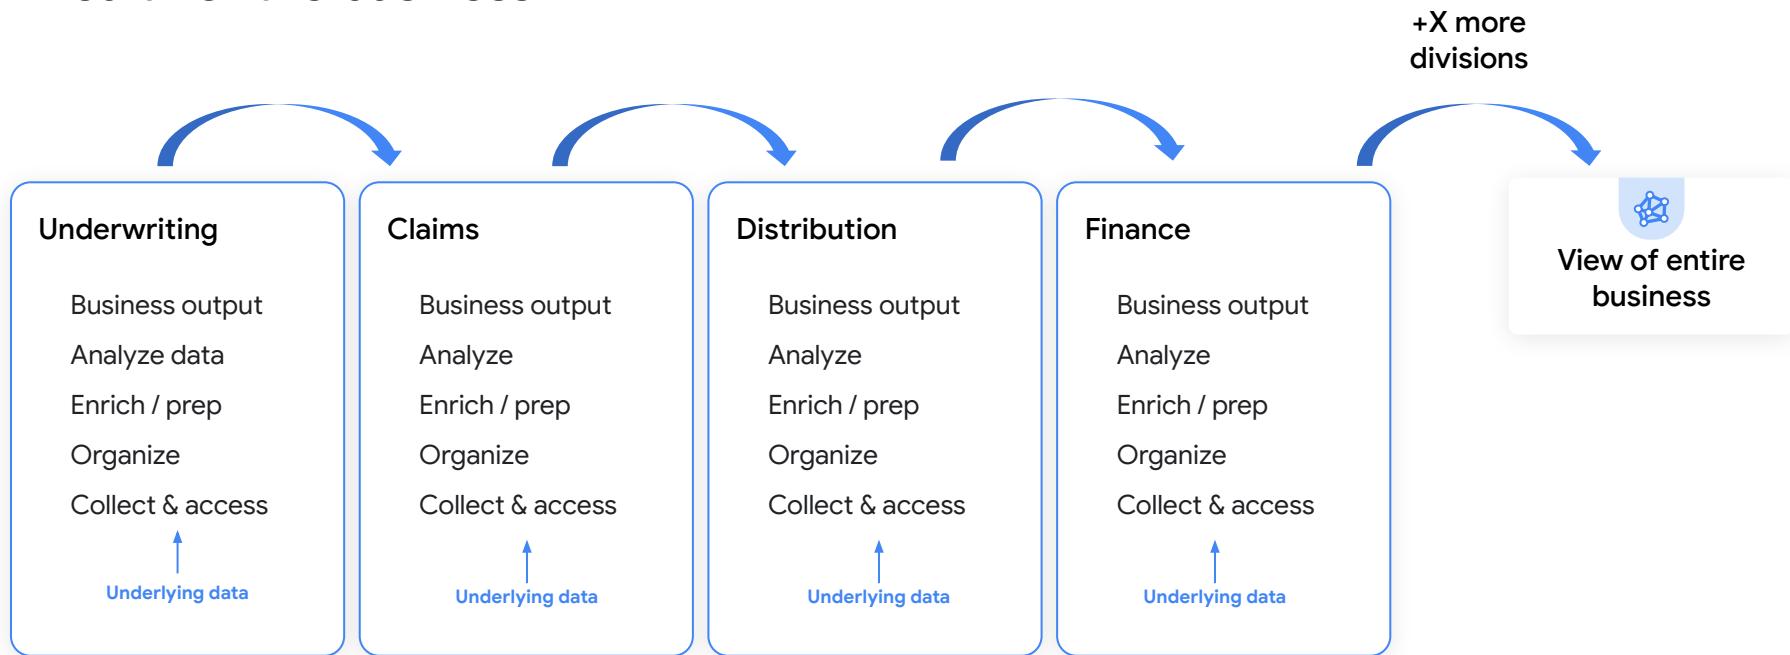 +X more
divisions
Underwriting
Business output
Analyze data
Enrich / prep
Organize
Collect & access
Underlying data
Claims
Business output
Analyze
Enrich / prep
Organize
Collect & access
Underlying data
Distribution
Business output
Analyze
Enrich / prep
Organize
Collect & access
Underlying data
Finance
Business output
Analyze
Enrich / prep
Organize
Collect & access
Underlying data
View of entire
business